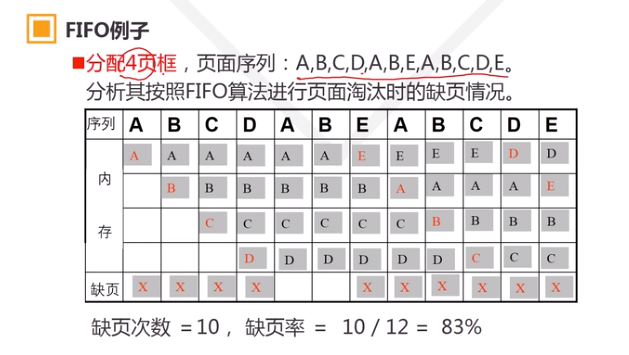 FIFO例子
■分配4页框，页面序列：A,B,C,D,A,B,E,A,B,C,D,E。
分析其按照FIFO算法进行页面淘汰时的缺页情况。
序列 A B C D A B E A B C D E
内 A A A A A A E E E E D D
B B B B B B A A A A E
存 C C C C C C B B B B
D D D D D D C C C
缺页 X X X X X X X X X X
缺页次数 =10， 缺页率 = 10 / 12 = 83%